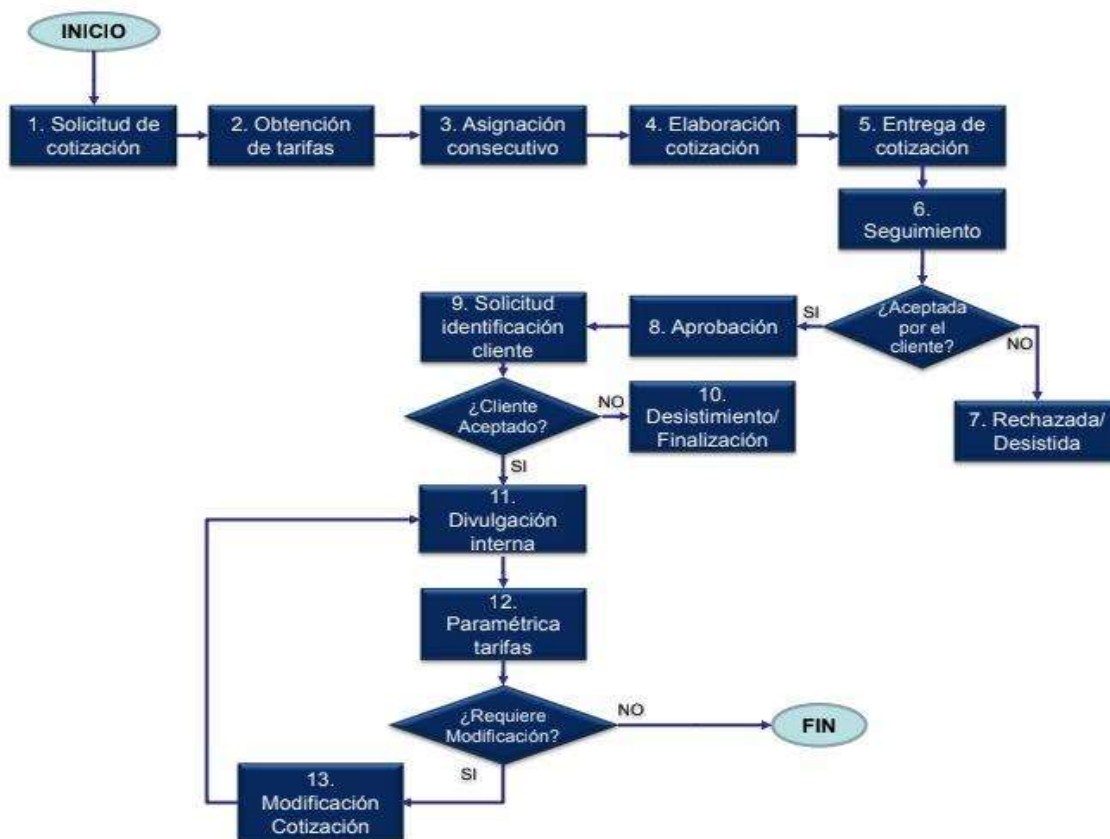 INICIO
1. Solicitud de
cotización
2. Obtención
de tarifas
3. Asignación
consecutivo
4. Elaboración
cotización
5. Entrega de
cotización
6.
Seguimiento
¿Aceptada
por el
cliente?
SI
NO
7. Rechazada/
Desistida
8. Aprobación
9. Solicitud
identificación
cliente
¿Cliente
Aceptado?
NO
10.
Desistimiento/
Finalización
SI
11.
Divulgación
interna
12.
Paramétrica
tarifas
¿Requiere
Modificación?
NO
FIN
SI
13.
Modificación
Cotización